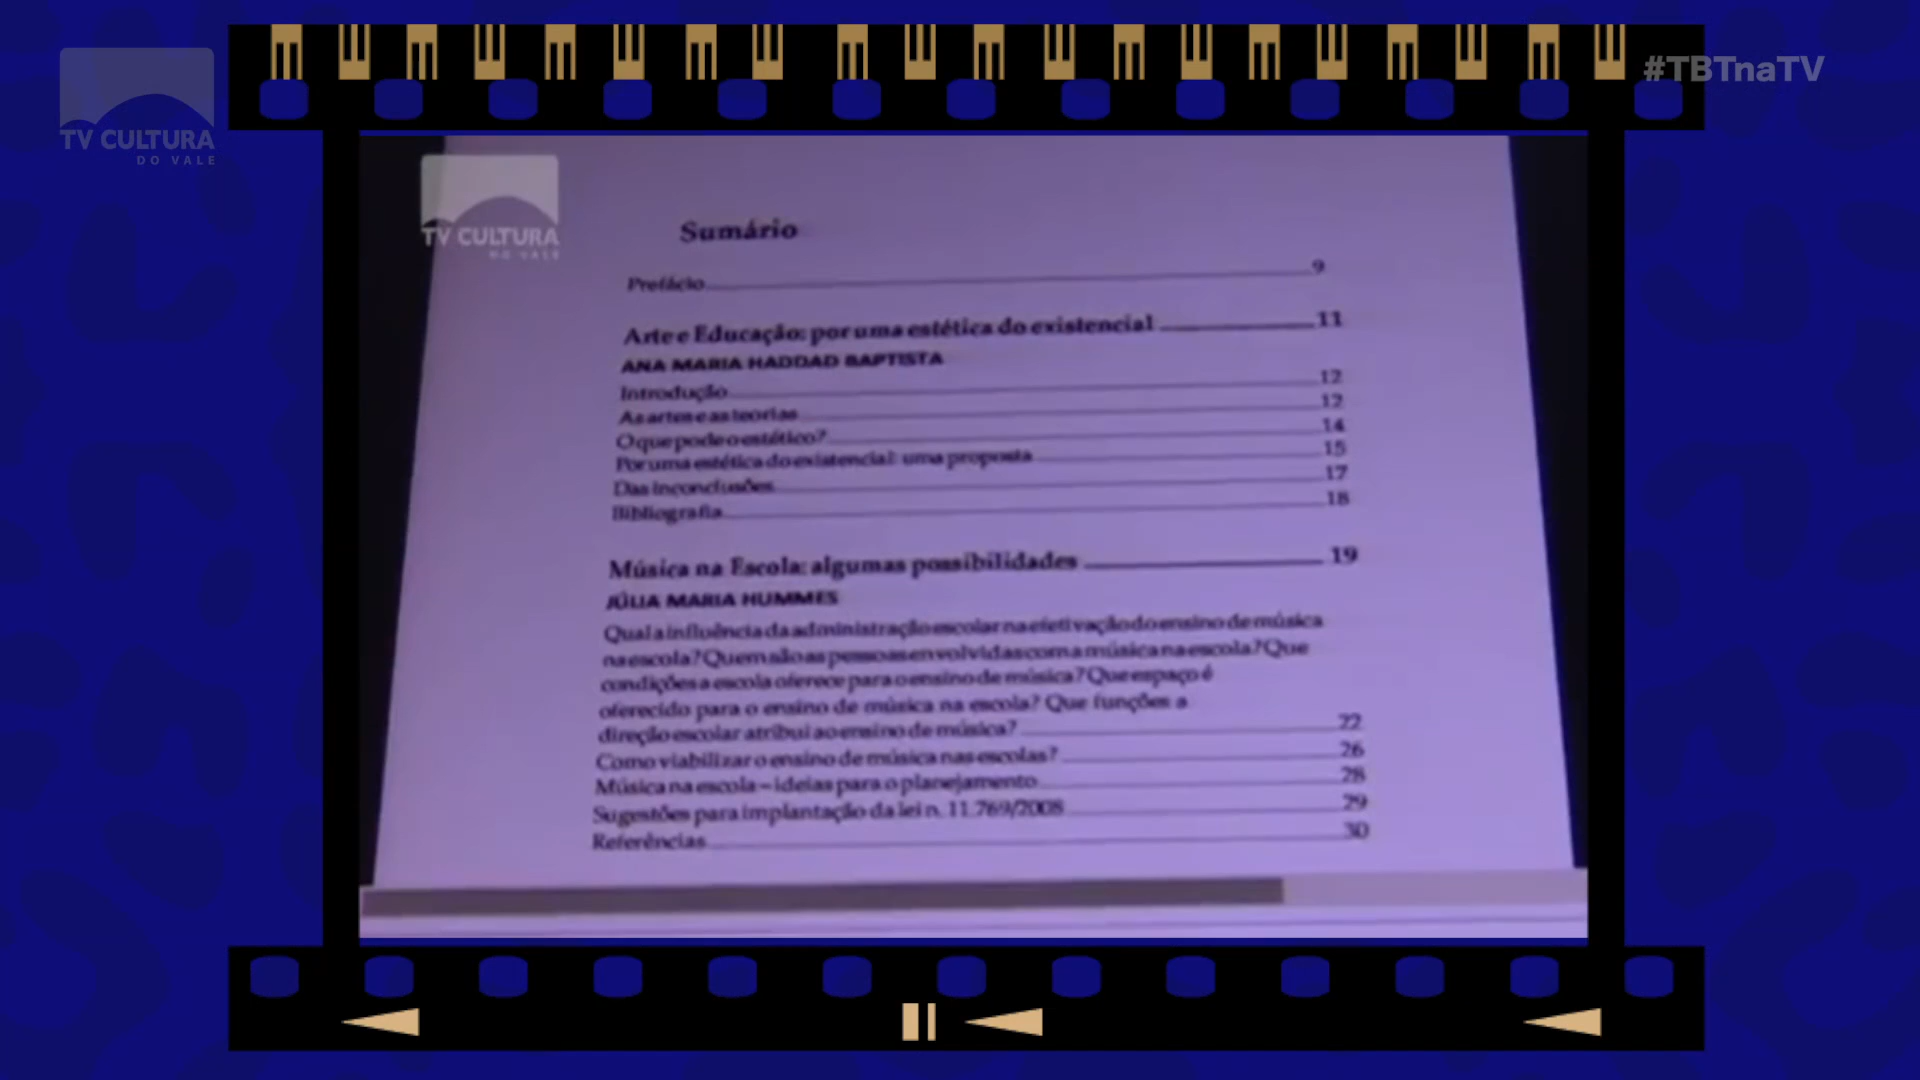 TV CULTURA
DO VALE
#TBTnaTV
TV CULTURA
DO VALE
Sumário
Prefácio 9
Arte e Educação: por uma estética do existencial 11
ANA MARIA HADDAD BAPTISTA
Introdução 12
As artes e as teorias 12
O que pode o estético? 14
Por uma estética do existencial: uma proposta 15
Das inconclusões 17
Bibliografia 18
Música na Escola: algumas possibilidades 19
JÚLIA MARIA HUMMES
Qual a influência da administração escolar na efetivação do ensino de música
na escola? Quem são as pessoas envolvidas com a música na escola? Que
condições a escola oferece para o ensino de música? Que espaço é
oferecido para o ensino de música na escola? Que funções a
direção escolar atribui ao ensino de música? 22
Como viabilizar o ensino de música nas escolas? 26
Música na escola – ideias para o planejamento 28
Sugestões para implantação da lei n. 11.769/2008 29
Referências 30